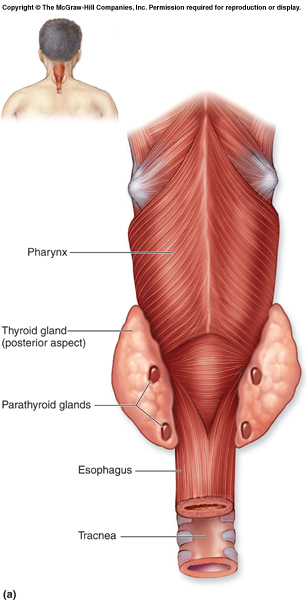 Copyright © The McGraw-Hill Companies, Inc. Permission required for reproduction or display.
Pharynx
Thyroid gland
(posterior aspect)
Parathyroid glands
Esophagus
Tracnea
(a)